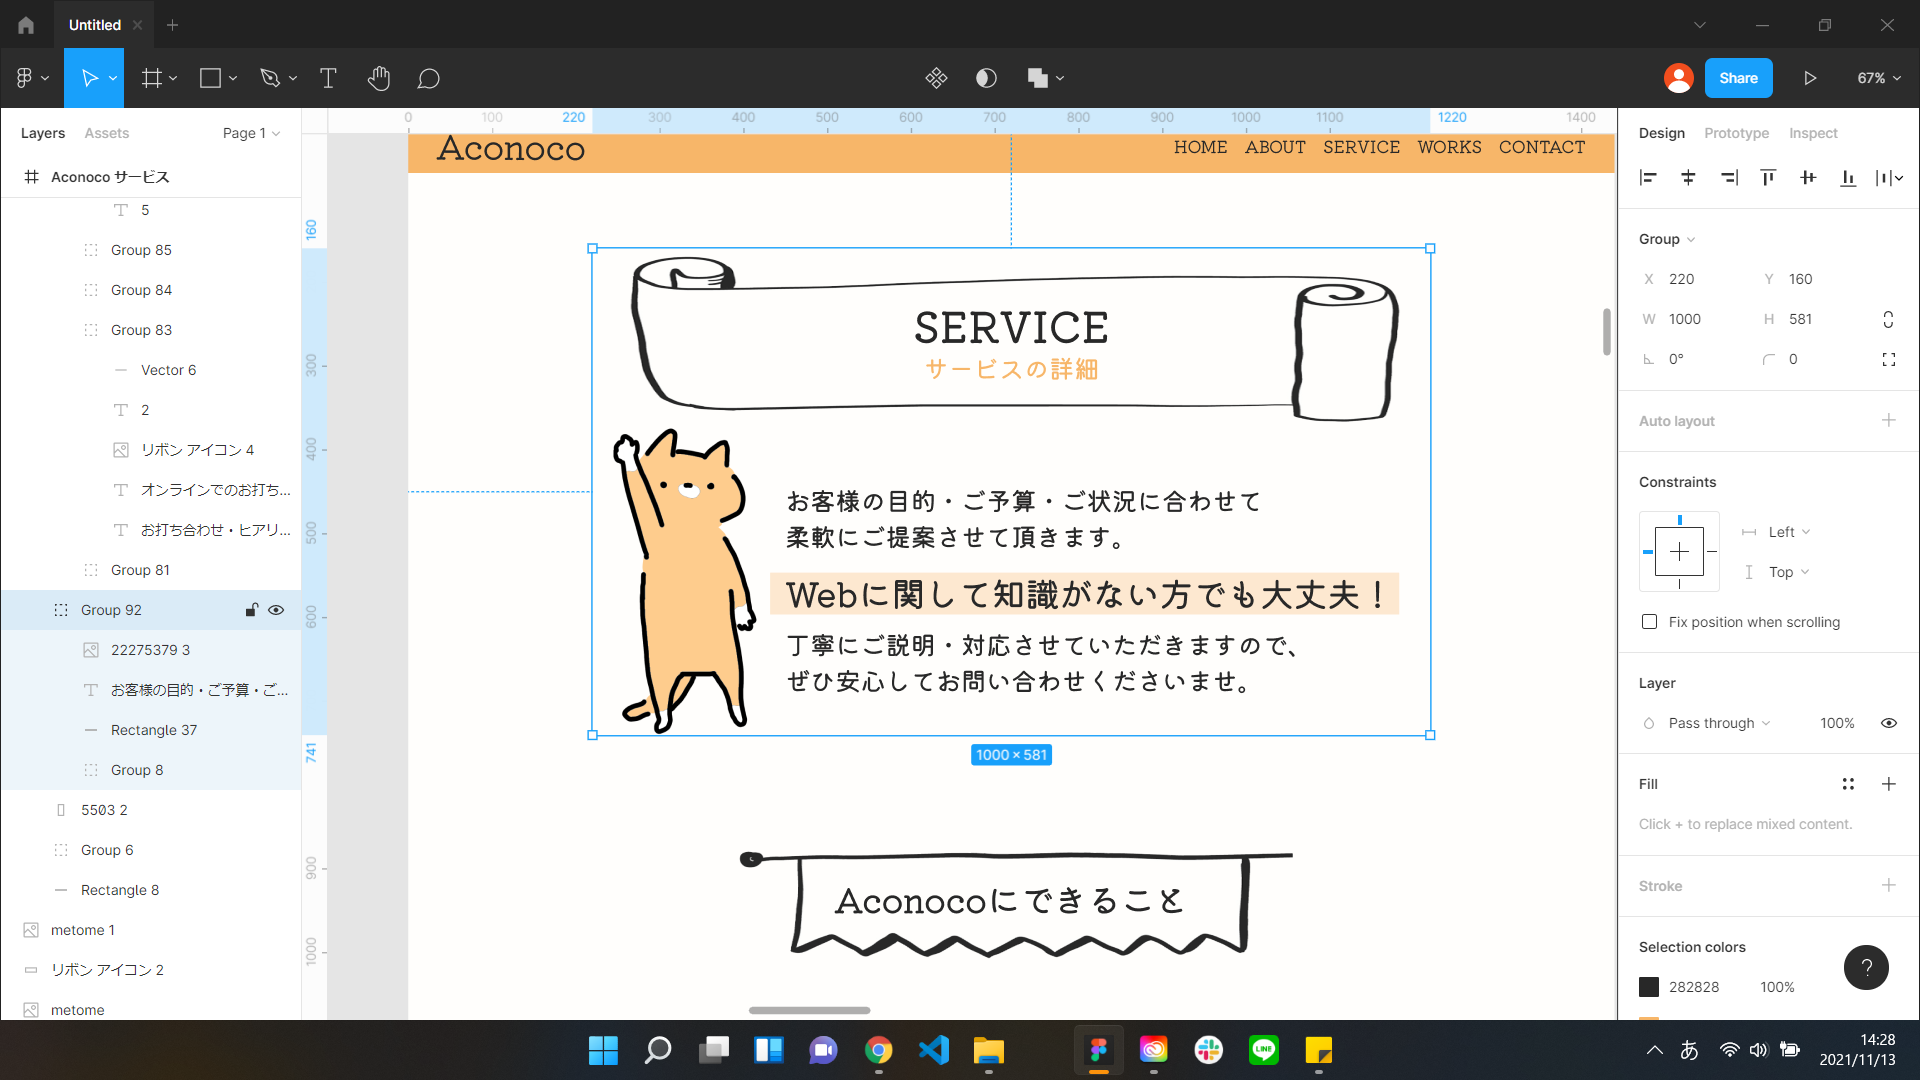 Untitled
Share
67%
Layers
Assets
Page 1
Aconoco サービス
5
Group 85
Group 84
Group 83
Vector 6
2
リボン アイコン 4
オンラインでのお打ち...
お打ち合わせ・ヒアリ...
Group 81
Group 92
22275379 3
お客様の目的・ご予算・ご...
Rectangle 37
Group 8
5503 2
Group 6
Rectangle 8
metome 1
リボン アイコン 2
metome
0 100 220 300 400 500 600 700 800 900 1000 1100 1220 1400
160
300
400
500
600
741
900
1000
Aconoco
HOME ABOUT SERVICE WORKS CONTACT
SERVICE
サービスの詳細
お客様の目的・ご予算・ご状況に合わせて
柔軟にご提案させて頂きます。
Webに関して知識がない方でも大丈夫！
丁寧にご説明・対応させていただきますので、
ぜひ安心してお問い合わせくださいませ。
1000 × 581
Aconocoにできること
Design
Prototype
Inspect
Group
X 220
Y 160
W 1000
H 581
0°
0
Auto layout
Constraints
Left
Top
Fix position when scrolling
Layer
Pass through
100%
Fill
Click + to replace mixed content.
Stroke
Selection colors
282828
100%
?
LINE
あ
14:28
2021/11/13